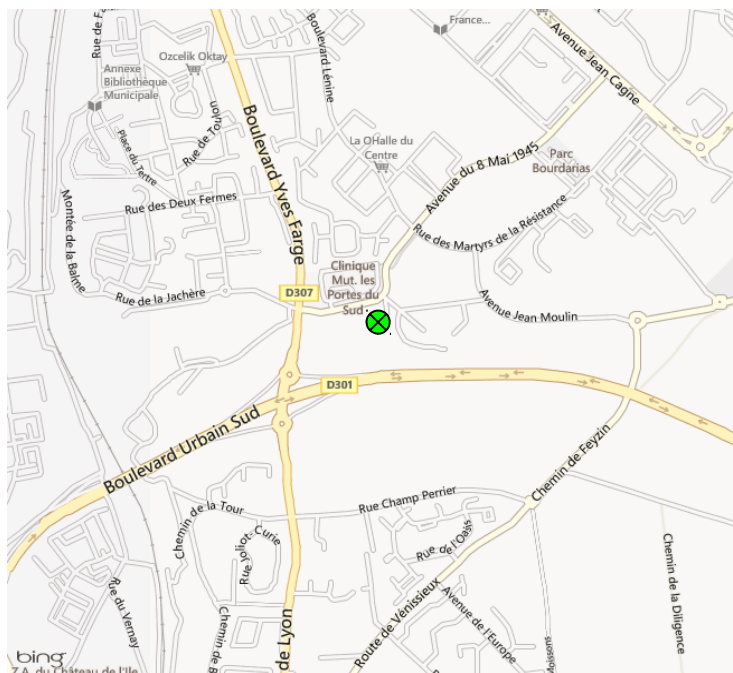 Rue de Fa
Ozcelik Oktay
Annexe
Bibliothèque
Municipale
Place du Tertre
Rue de To
lon
Rue des Deux Fermes
Montée de la Balme
Rue de la Jachère
Boulevard Yves Farge
Boulevard Lénine
France...
Avenue Jean Cagne
La OHalle du
Centre
Avenue du 8 Mai 1945
Parc
Bourdarias
Rue des Martyrs de la Résistance
Clinique
Mut. les
Portes du
Sud
D307
Avenue Jean Moulin
D301
Boulevard Urbain Sud
Chemin de Feyzin
Rue Champ Perrier
Chemin de la Tour
Rue Joliot-Curie
Rue de l'Oasis
Chemin de la Diligence
Rue du Vernay
Chemin de B
de Lyon
Route de Vénissieux
Avenue de l'Europe
bing
Z.A. du Château de l'Ile